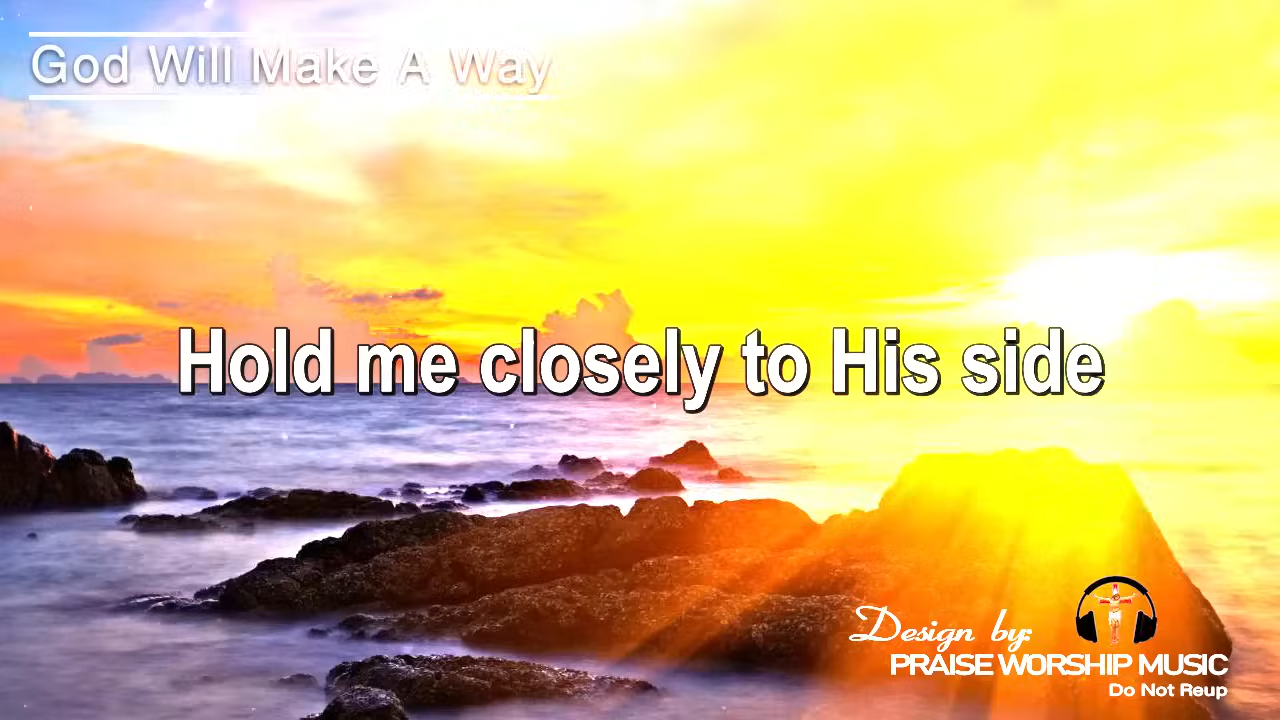 God Will Make A Way
Hold me closely to His side
Design by:
PRAISE WORSHIP MUSIC
Do Not Reup